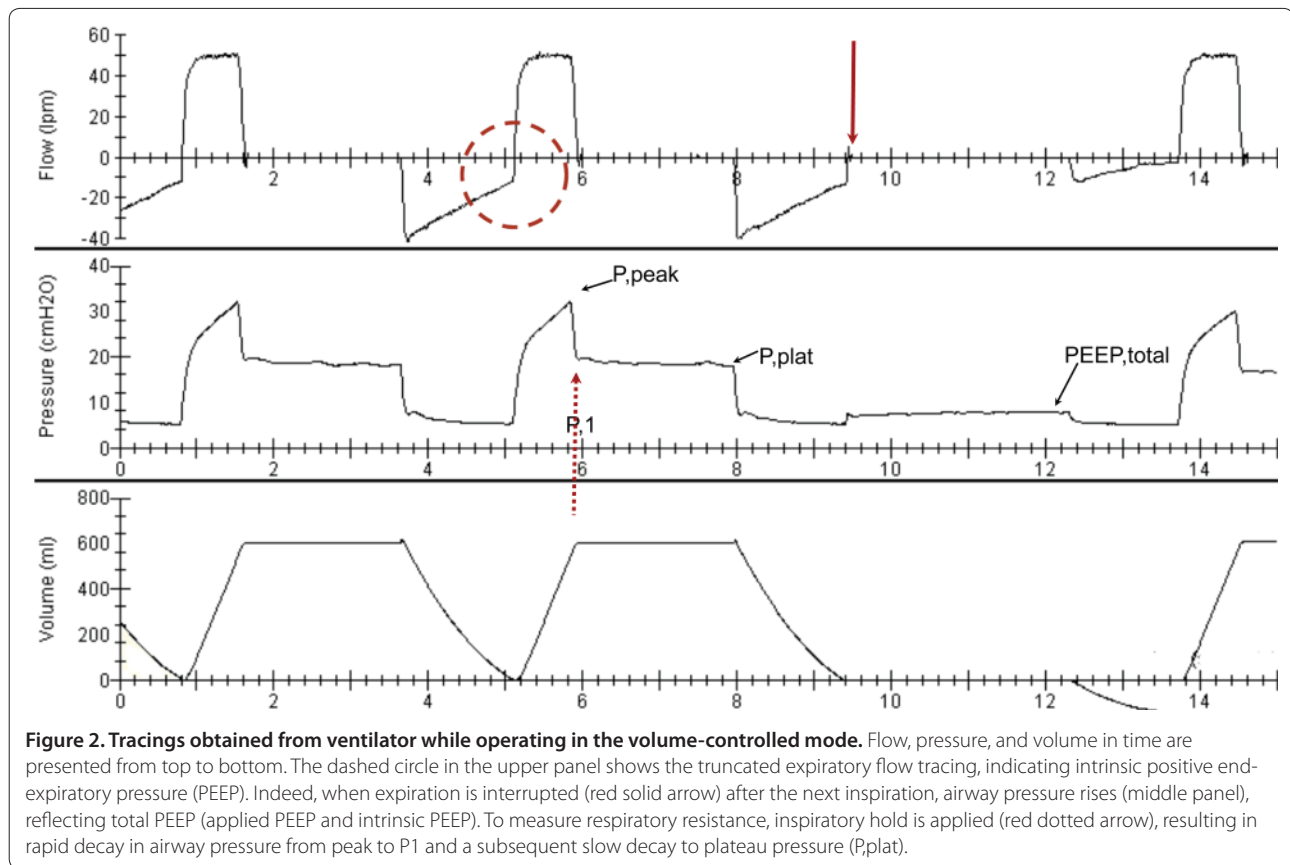 60
40
20
0
-20
-40
Flow (lpm)
2 4 6 8 10 12 14
40
30
20
10
0
Pressure (cmH2O)
P,peak
P,plat
PEEP,total
P,1
0 2 4 6 8 10 12 14
800
600
400
200
0
Volume (ml)
0 2 4 6 8 10 12 14
Figure 2. Tracings obtained from ventilator while operating in the volume-controlled mode. Flow, pressure, and volume in time are
presented from top to bottom. The dashed circle in the upper panel shows the truncated expiratory flow tracing, indicating intrinsic positive end-
expiratory pressure (PEEP). Indeed, when expiration is interrupted (red solid arrow) after the next inspiration, airway pressure rises (middle panel),
reflecting total PEEP (applied PEEP and intrinsic PEEP). To measure respiratory resistance, inspiratory hold is applied (red dotted arrow), resulting in
rapid decay in airway pressure from peak to P1 and a subsequent slow decay to plateau pressure (P,plat).